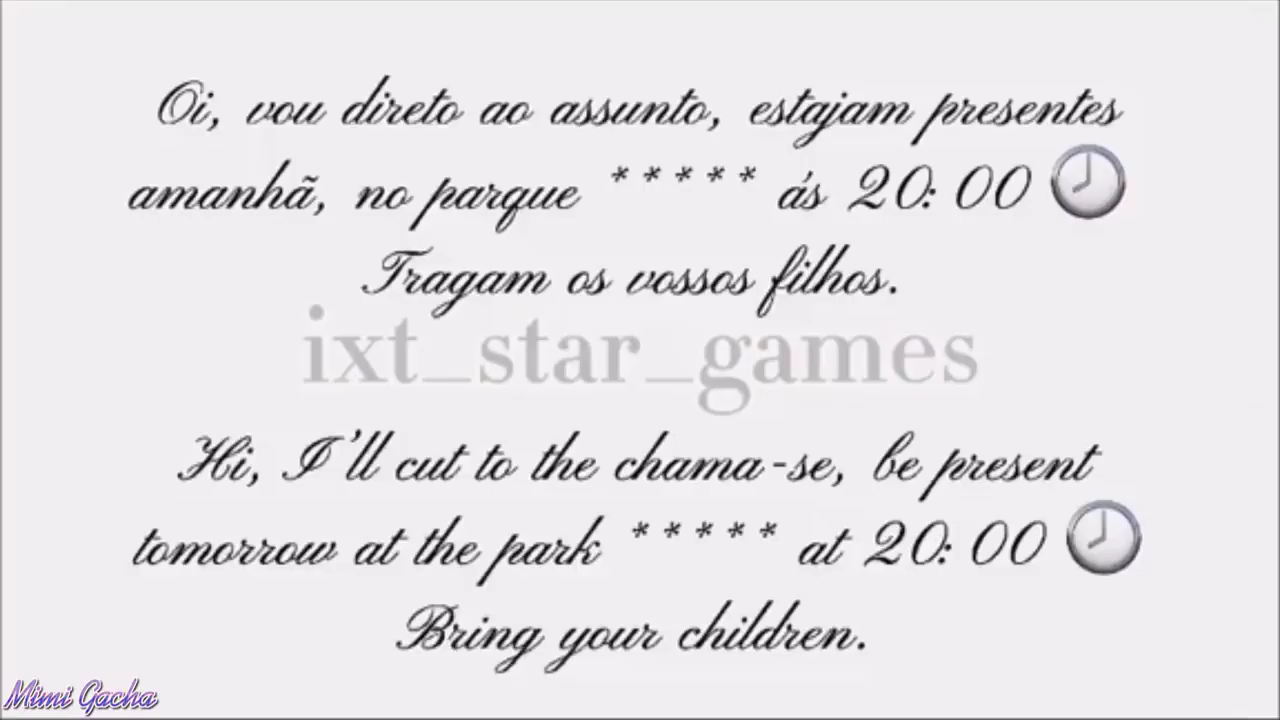 Oi, vou direto ao assunto, estajam presentes
amanhã, no parque ***** ás 20:00 🕗
Tragam os vossos filhos.
ixt_star_games
Hi, I'll cut to the chama-se, be present
tomorrow at the park ***** at 20:00 🕗
Bring your children.
Mimi Gacha